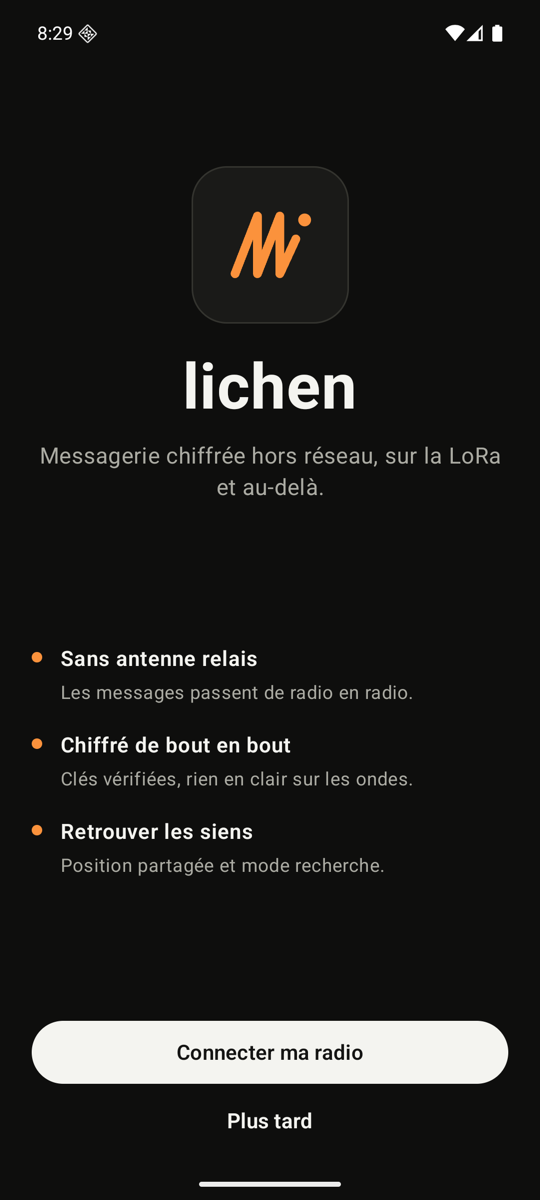 8:29
lichen
Messagerie chiffrée hors réseau, sur la LoRa
et au-delà.
Sans antenne relais
Les messages passent de radio en radio.
Chiffré de bout en bout
Clés vérifiées, rien en clair sur les ondes.
Retrouver les siens
Position partagée et mode recherche.
Connecter ma radio
Plus tard